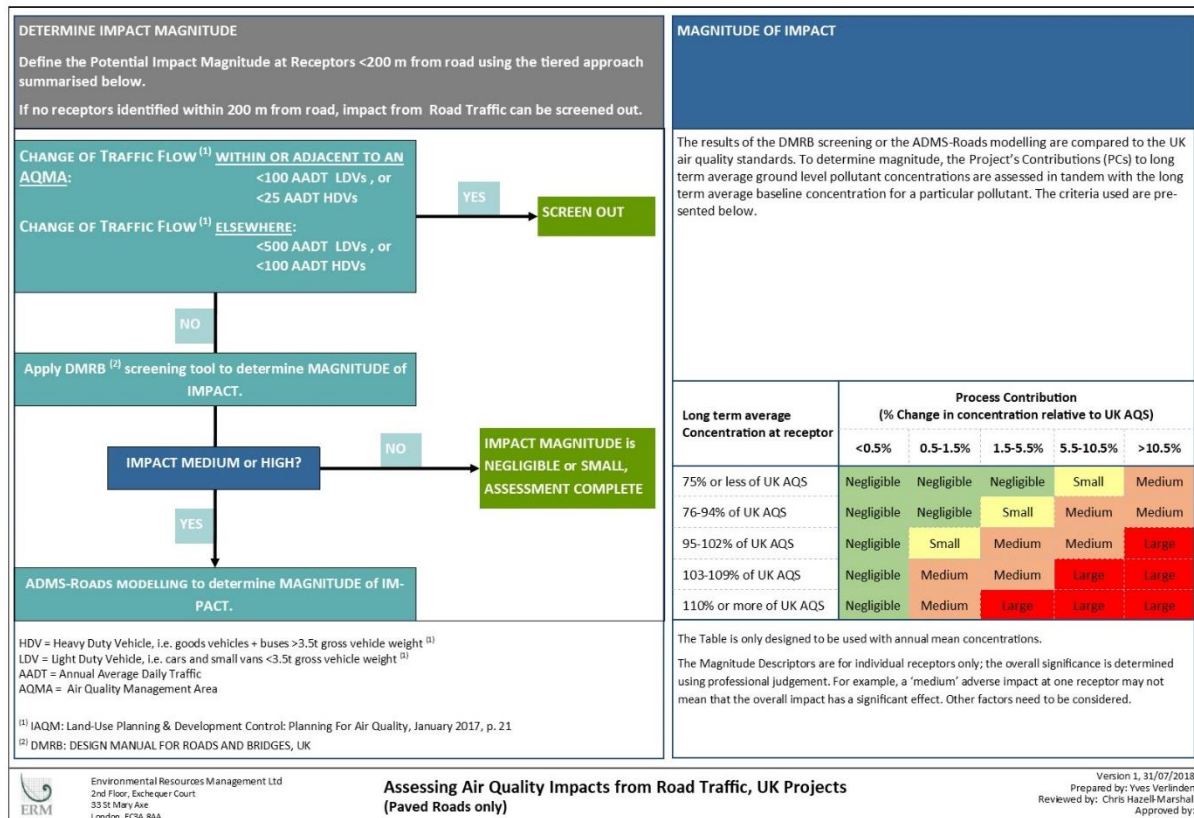 DETERMINE IMPACT MAGNITUDE
Define the Potential Impact Magnitude at Receptors <200 m from road using the tiered approach
summarised below.
If no receptors identified within 200 m from road, impact from Road Traffic can be screened out.
CHANGE OF TRAFFIC FLOW (1) WITHIN OR ADJACENT TO AN
AQMA:
<100 AADT LDVs , or
<25 AADT HDVs
CHANGE OF TRAFFIC FLOW (1) ELSEWHERE:
<500 AADT LDVs , or
<100 AADT HDVs
YES
SCREEN OUT
NO
Apply DMRB (2) screening tool to determine MAGNITUDE of
IMPACT.
IMPACT MEDIUM or HIGH?
NO
IMPACT MAGNITUDE is
NEGLIGIBLE or SMALL,
ASSESSMENT COMPLETE
YES
ADMS-ROADS MODELLING to determine MAGNITUDE of IM-
PACT.
HDV = Heavy Duty Vehicle, i.e. goods vehicles + buses >3.5t gross vehicle weight (1)
LDV = Light Duty Vehicle, i.e. cars and small vans <3.5t gross vehicle weight (1)
AADT = Annual Average Daily Traffic
AQMA = Air Quality Management Area
(1) IAQM: Land-Use Planning & Development Control: Planning For Air Quality, January 2017, p. 21
(2) DMRB: DESIGN MANUAL FOR ROADS AND BRIDGES, UK
MAGNITUDE OF IMPACT
The results of the DMRB screening or the ADMS-Roads modelling are compared to the UK
air quality standards. To determine magnitude, the Project's Contributions (PCs) to long
term average ground level pollutant concentrations are assessed in tandem with the long
term average baseline concentration for a particular pollutant. The criteria used are pre-
sented below.
Long term average
Concentration at receptor
Process Contribution
(% Change in concentration relative to UK AQS)
<0.5% 0.5-1.5% 1.5-5.5% 5.5-10.5% >10.5%
75% or less of UK AQS Negligible Negligible Negligible Small Medium
76-94% of UK AQS Negligible Negligible Small Medium Medium
95-102% of UK AQS Negligible Small Medium Medium Large
103-109% of UK AQS Negligible Medium Medium Large Large
110% or more of UK AQS Negligible Medium Large Large Large
The Table is only designed to be used with annual mean concentrations.
The Magnitude Descriptors are for individual receptors only; the overall significance is determined
using professional judgement. For example, a 'medium' adverse impact at one receptor may not
mean that the overall impact has a significant effect. Other factors need to be considered.
ERM
Environmental Resources Management Ltd
2nd Floor, Exchequer Court
33 St Mary Axe
London, EC3A 8AA
Assessing Air Quality Impacts from Road Traffic, UK Projects
(Paved Roads only)
Version 1, 31/07/2018
Prepared by: Yves Verlinden
Reviewed by: Chris Hazell-Marshall
Approved by: